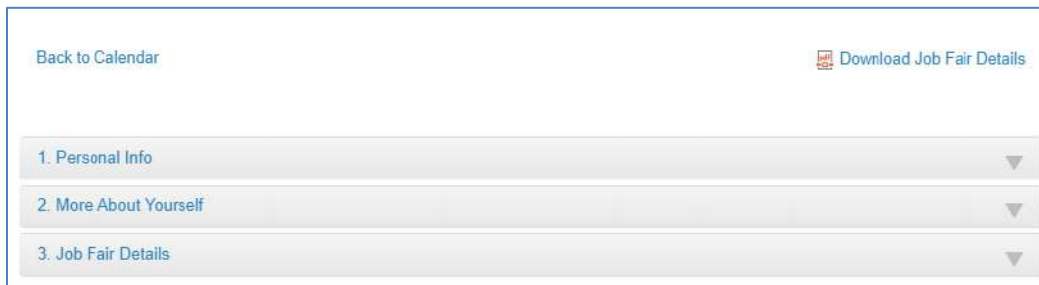 Back to Calendar
Download Job Fair Details
1. Personal Info
2. More About Yourself
3. Job Fair Details